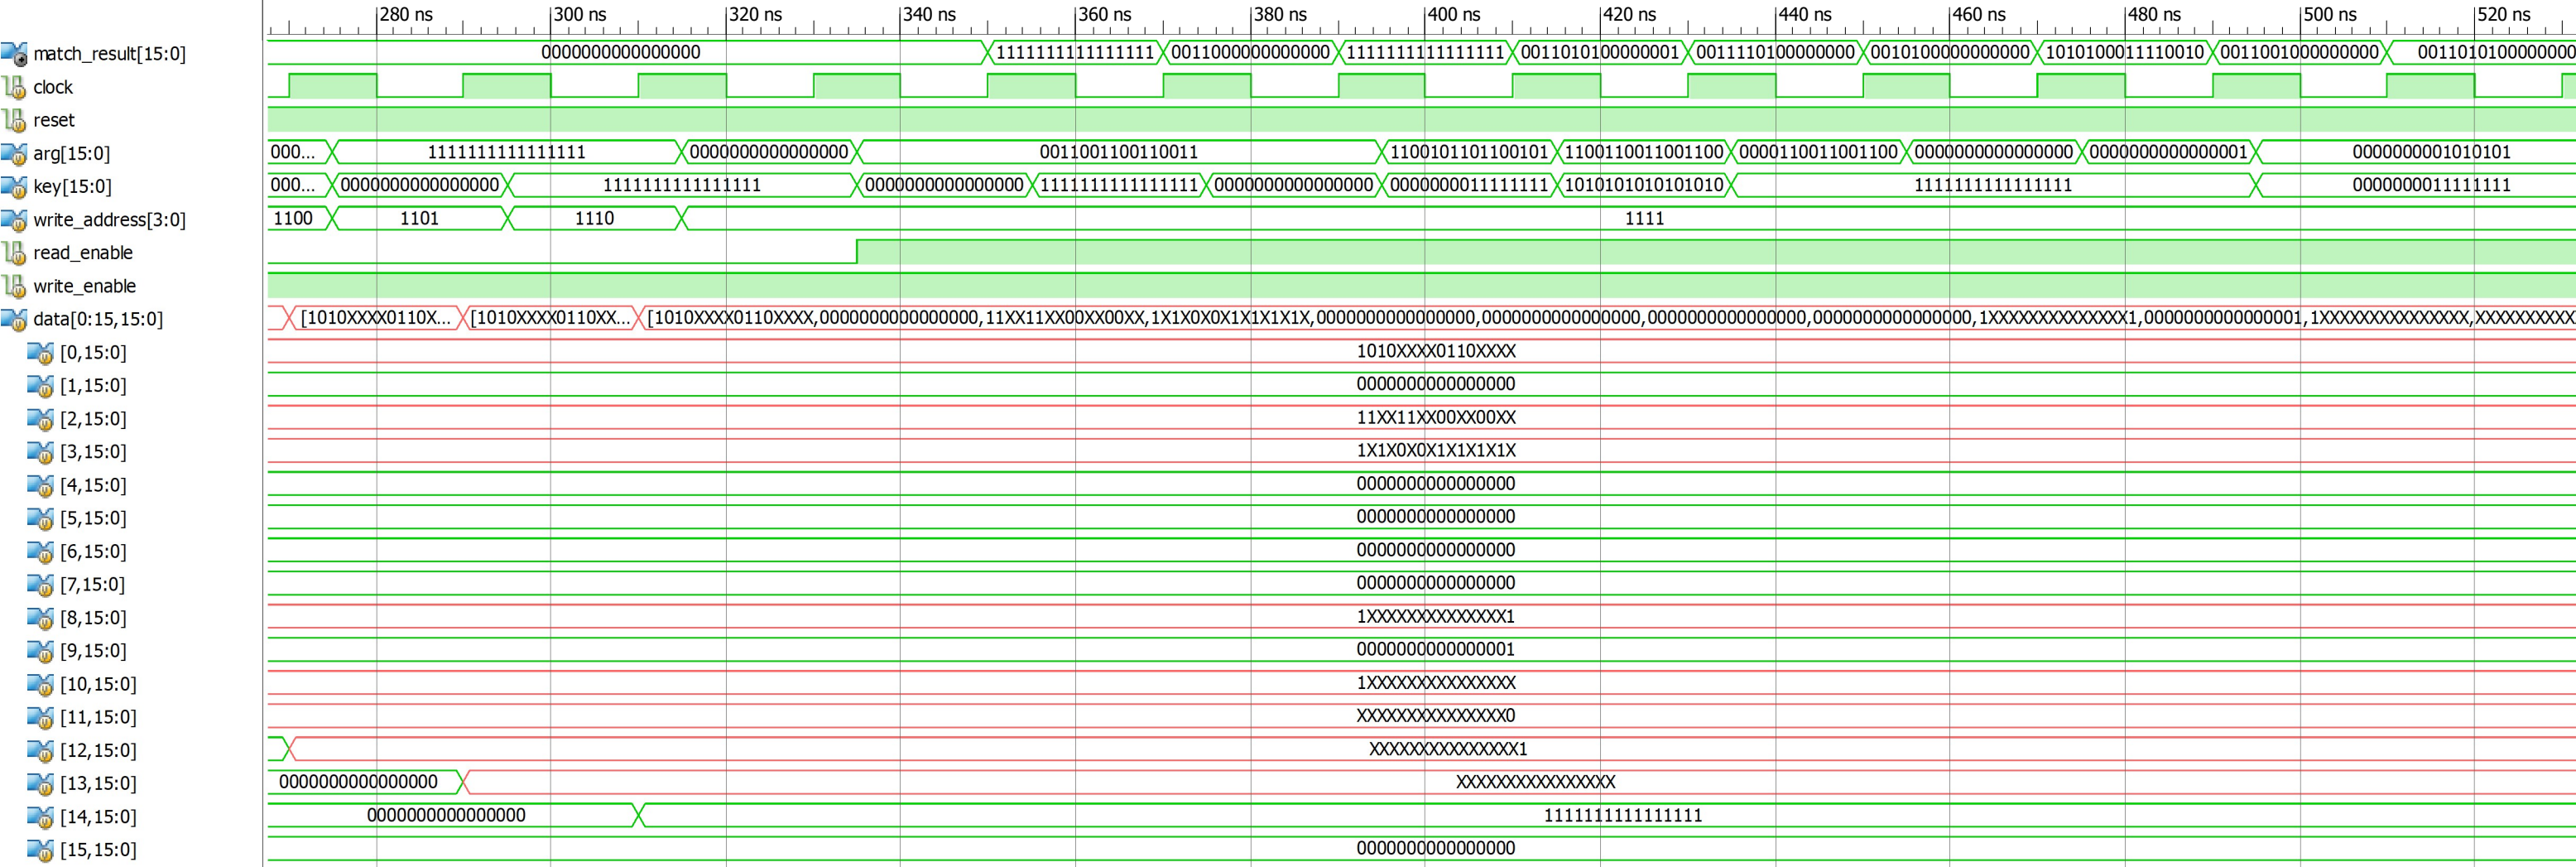 280 ns 300 ns 320 ns 340 ns 360 ns 380 ns 400 ns 420 ns 440 ns 460 ns 480 ns 500 ns 520 ns
match_result[15:0] 0000000000000000 1111111111111111 0011000000000000 1111111111111111 0011010100000001 0011110100000000 0010100000000000 1010100011110010 0011001000000000 0011010100000000
clock
reset
arg[15:0] 000... 1111111111111111 0000000000000000 0011001100110011 1100101101100101 1100110011001100 0000110011001100 0000000000000000 0000000000000001 0000000001010101
key[15:0] 000... 0000000000000000 1111111111111111 0000000000000000 1111111111111111 0000000000000000 0000000011111111 1010101010101010 1111111111111111 0000000011111111
write_address[3:0] 1100 1101 1110 1111
read_enable
write_enable
data[0:15,15:0] [1010XXXX0110X... [1010XXXX0110XX... [1010XXXX0110XXXX,0000000000000000,11XX11XX00XX00XX,1X1X0X0X1X1X1X1X,0000000000000000,0000000000000000,0000000000000000,0000000000000000,1XXXXXXXXXXXXXX1,0000000000000001,1XXXXXXXXXXXXXXX,XXXXXXXXXX
[0,15:0] 1010XXXX0110XXXX
[1,15:0] 0000000000000000
[2,15:0] 11XX11XX00XX00XX
[3,15:0] 1X1X0X0X1X1X1X1X
[4,15:0] 0000000000000000
[5,15:0] 0000000000000000
[6,15:0] 0000000000000000
[7,15:0] 0000000000000000
[8,15:0] 1XXXXXXXXXXXXXX1
[9,15:0] 0000000000000001
[10,15:0] 1XXXXXXXXXXXXXXX
[11,15:0] XXXXXXXXXXXXXXX0
[12,15:0] XXXXXXXXXXXXXXX1
[13,15:0] 0000000000000000 XXXXXXXXXXXXXXXX
[14,15:0] 0000000000000000 1111111111111111
[15,15:0] 0000000000000000